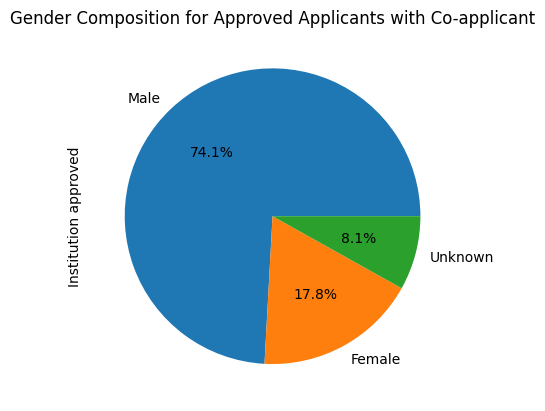 Gender Composition for Approved Applicants with Co-applicant
Male
74.1%
Institution approved
8.1%
Unknown
17.8%
Female